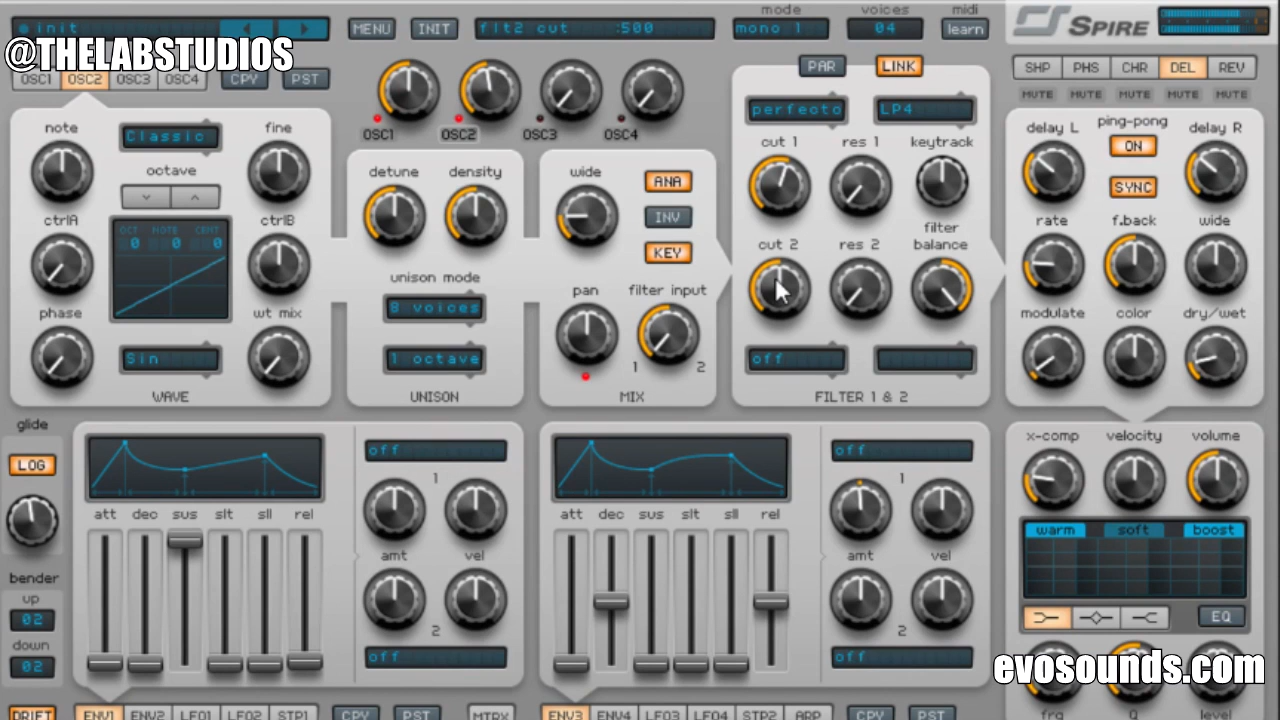 init
MENU INIT
flt2 cut :500
mode voices midi
mono 1 04 learn
SPIRE
@THELABSTUDIOS
OSC1 OSC2 OSC3 OSC4 CPY PST
OSC1 OSC2 OSC3 OSC4
PAR LINK
SHP PHS CHR DEL REV
MUTE MUTE MUTE MUTE MUTE
note Classic fine
octave
ctrlA ctrlB
OCT NOTE CENT
0 0 0
phase wt mix
Sin
WAVE
detune density
unison mode
8 voices
1 octave
UNISON
wide ANA
INV
KEY
pan filter input
1 2
MIX
perfecto LP4
cut 1 res 1 keytrack
cut 2 res 2 filter
balance
off
FILTER 1 & 2
delay L ping-pong delay R
ON
SYNC
rate f.back wide
modulate color dry/wet
glide
LOG
bender
up
02
down
02
DRIFT
off
1
att dec sus slt sll rel
amt vel
2
off
off
1
att dec sus slt sll rel
amt vel
2
off
x-comp velocity volume
warm soft boost
EQ
evosounds.com
frq Q level
ENV1 ENV2 LFO1 LFO2 STP1 CPY PST MTRX ENV3 ENV4 LFO3 LFO4 STP2 ARP CPY PST